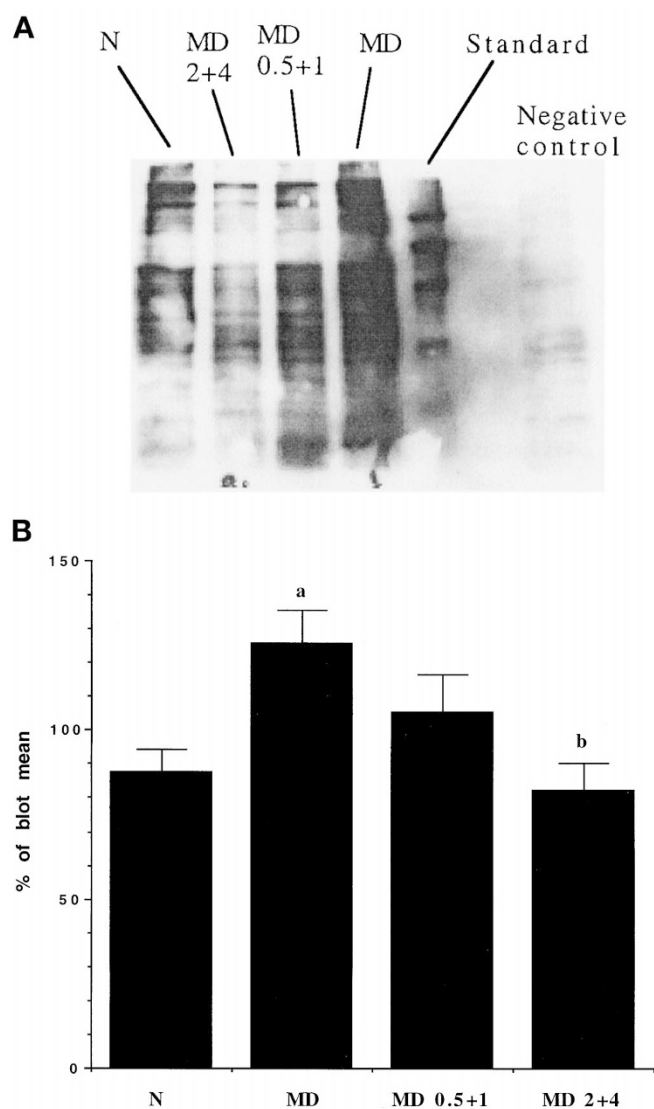 A
N
MD
2+4
MD
0.5+1
MD
Standard
Negative
control
B
150
100
50
0
% of blot mean
a
b
N
MD
MD 0.5+1
MD 2+4